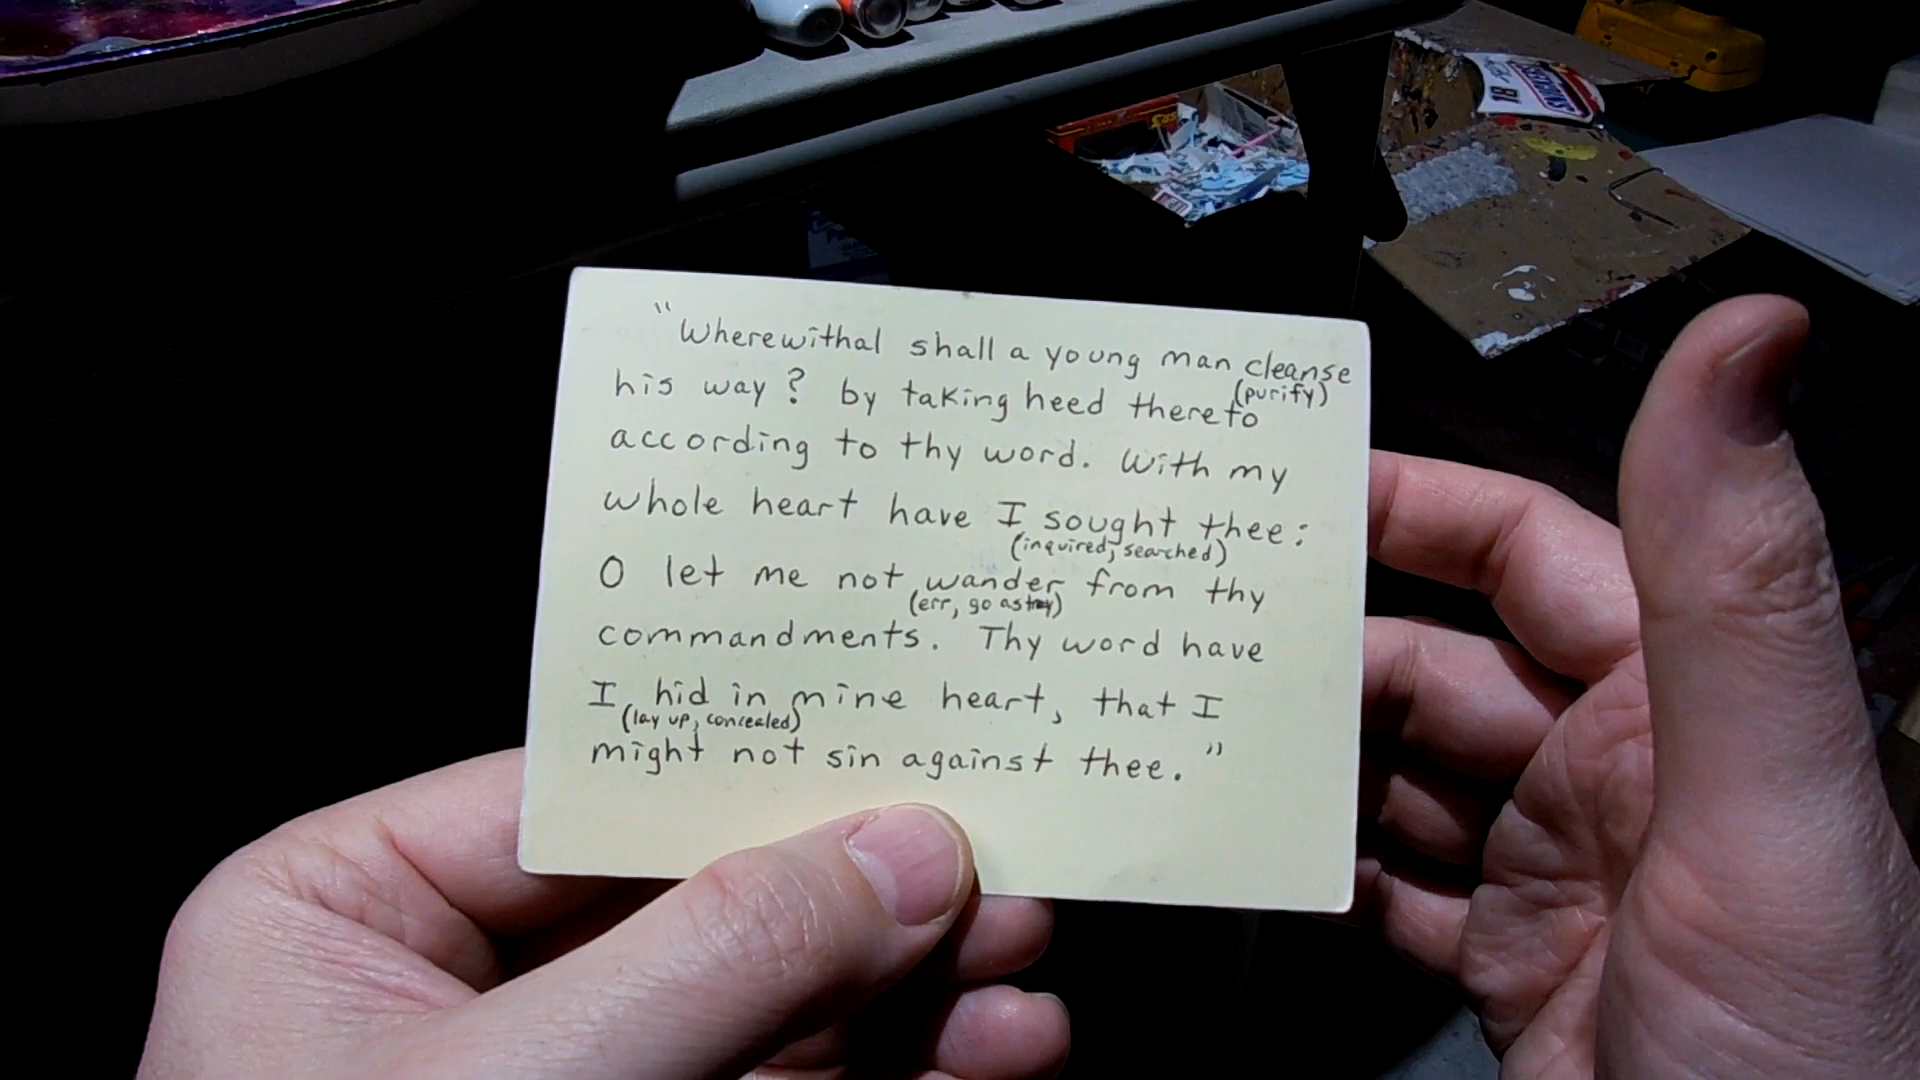 18
"Wherewithal shall a young man cleanse
(purify)
his way? by taking heed thereto
according to thy word. With my
whole heart have I sought thee:
(inquired, searched)
O let me not wander from thy
(err, go astray)
commandments. Thy word have
I hid in mine heart, that I
(lay up, concealed)
might not sin against thee."